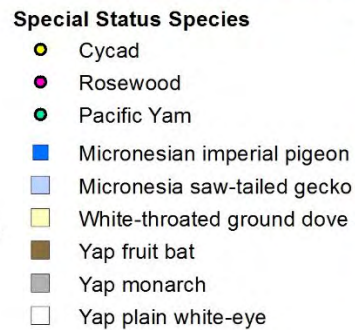 Special Status Species
Cycad
Rosewood
Pacific Yam
Micronesian imperial pigeon
Micronesia saw-tailed gecko
White-throated ground dove
Yap fruit bat
Yap monarch
Yap plain white-eye